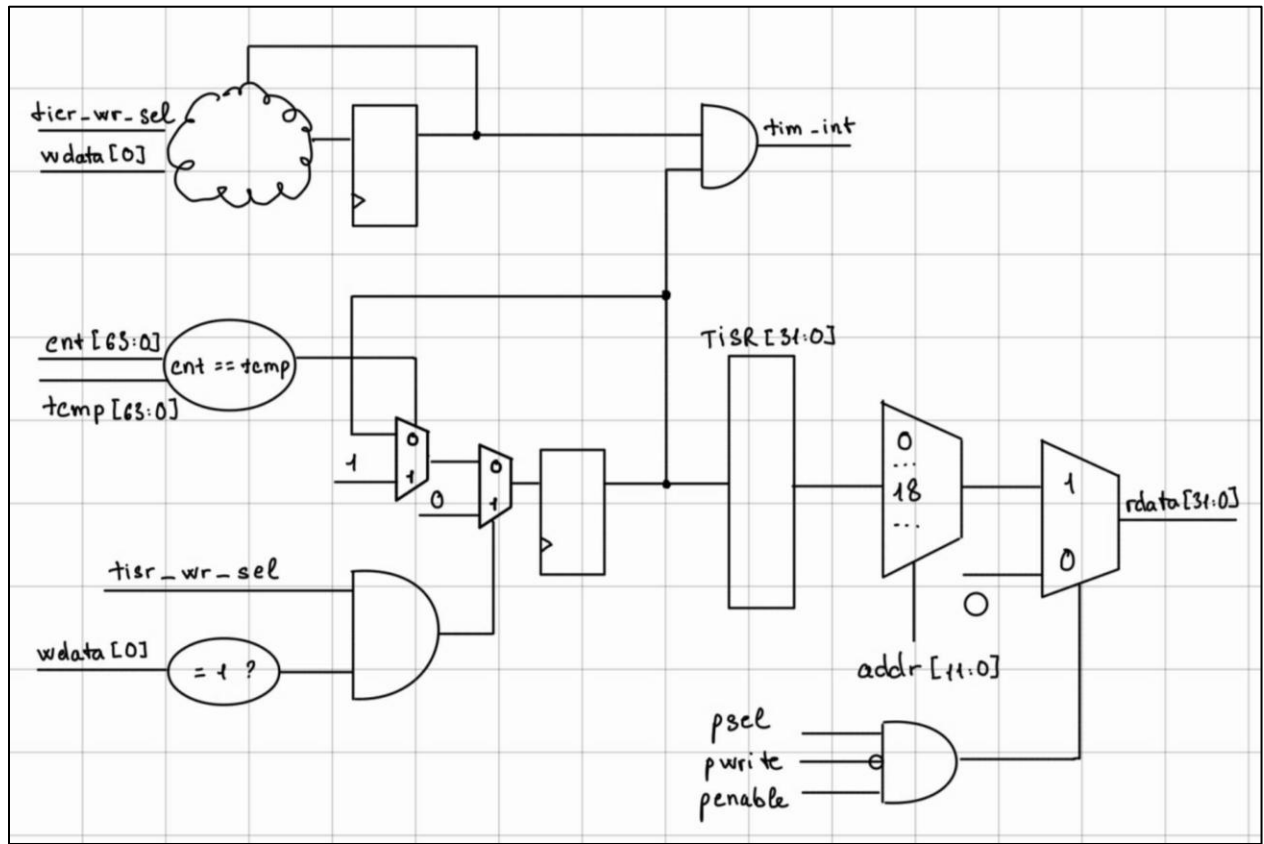 tier_wr_sel
wdata[0]
tim_int
cnt[63:0]
cnt == tcmp
tcmp[63:0]
TISR[31:0]
0
1
1
0
0
1
0
...
18
...
1
0
rdata[31:0]
0
tisr_wr_sel
wdata[0]
= 1 ?
addr[11:0]
psel
pwrite
penable